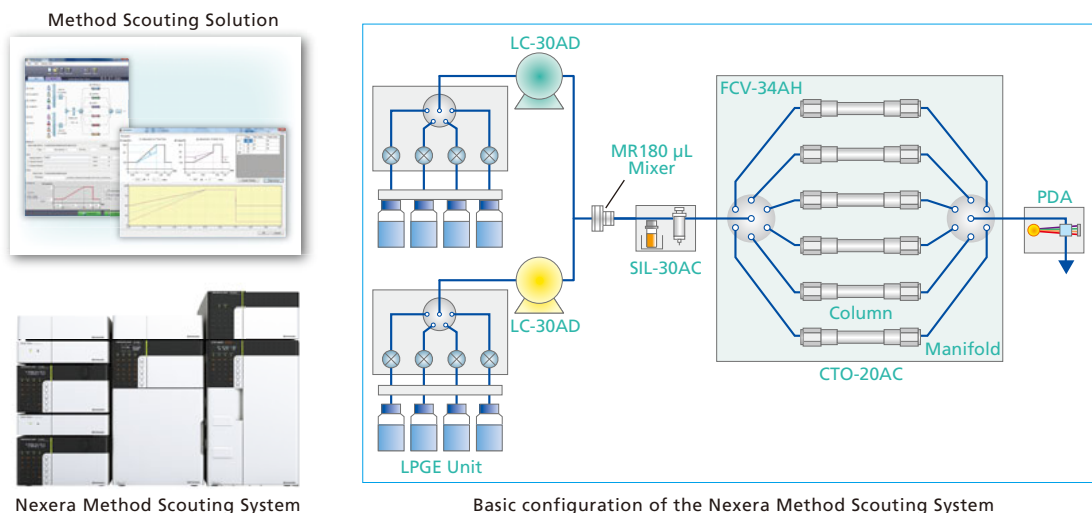 Method Scouting Solution
Nexera Method Scouting System
LC-30AD
FCV-34AH
MR180 µL
Mixer
PDA
SIL-30AC
LC-30AD
Column
Manifold
CTO-20AC
LPGE Unit
Basic configuration of the Nexera Method Scouting System